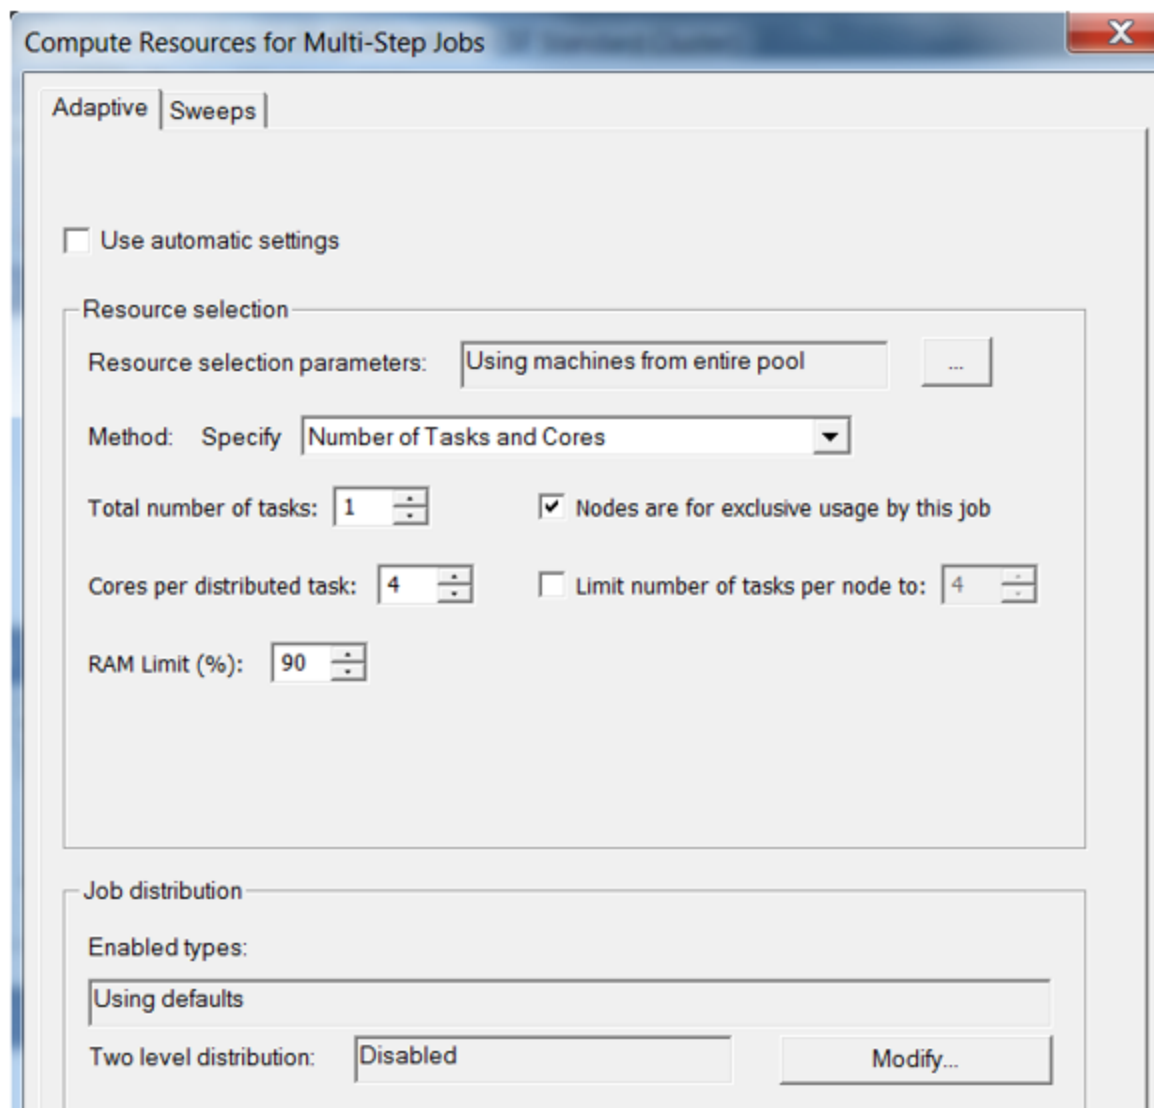 Compute Resources for Multi-Step Jobs
Adaptive Sweeps
Use automatic settings
Resource selection
Resource selection parameters: Using machines from entire pool ...
Method: Specify Number of Tasks and Cores
Total number of tasks: 1 Nodes are for exclusive usage by this job
Cores per distributed task: 4 Limit number of tasks per node to: 4
RAM Limit (%): 90
Job distribution
Enabled types:
Using defaults
Two level distribution: Disabled Modify...